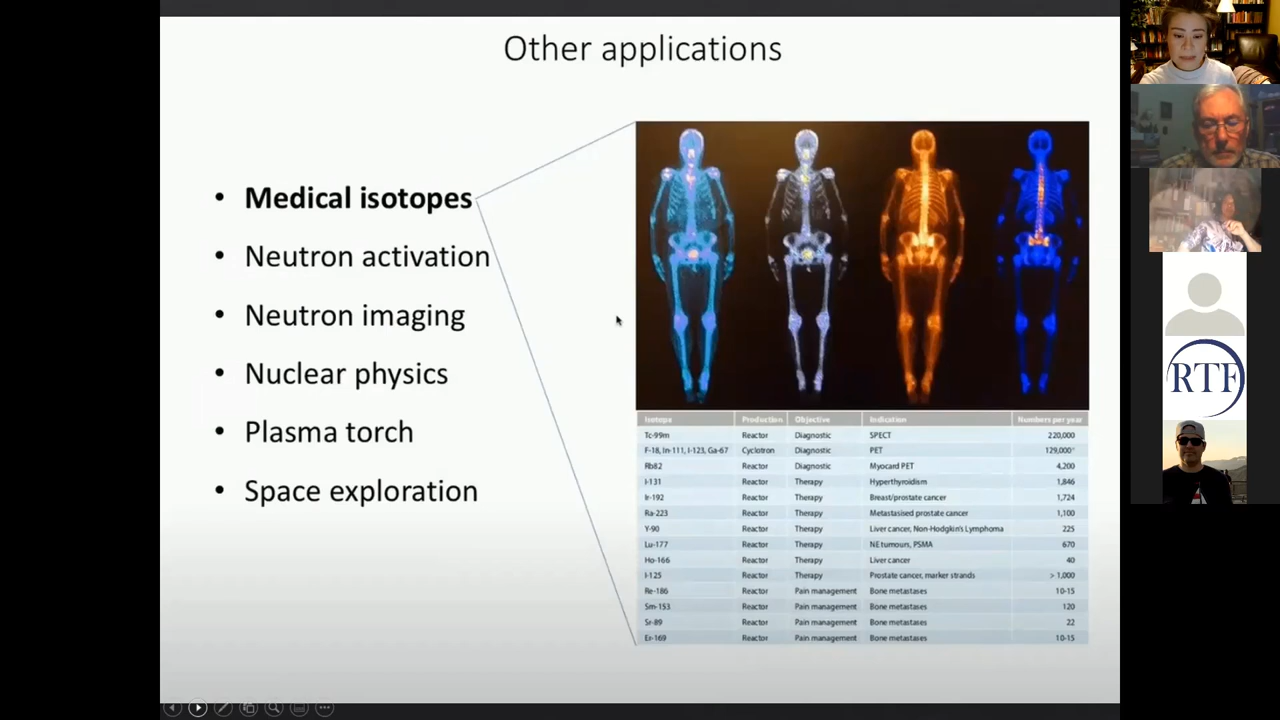 Other applications
• Medical isotopes
• Neutron activation
• Neutron imaging
• Nuclear physics
• Plasma torch
• Space exploration
Isotope Production Objective Indication Numbers per year
Tc-99m Reactor Diagnostic SPECT 220,000
F-18, In-111, I-123, Ga-67 Cyclotron Diagnostic PET 129,000
Rb82 Reactor Diagnostic Myocard PET 4,200
I-131 Reactor Therapy Hyperthyroidism 1,846
Ir-192 Reactor Therapy Breast/prostate cancer 1,724
Ra-223 Reactor Therapy Metastasised prostate cancer 1,100
Y-90 Reactor Therapy Liver cancer, Non-Hodgkin's Lymphoma 225
Lu-177 Reactor Therapy NE tumours, PSMA 670
Ho-166 Reactor Therapy Liver cancer 40
I-125 Reactor Therapy Prostate cancer, marker strands > 1,000
Re-186 Reactor Pain management Bone metastases 10-15
Sm-153 Reactor Pain management Bone metastases 120
Sr-89 Reactor Pain management Bone metastases 22
Er-169 Reactor Pain management Bone metastases 10-15
RTF